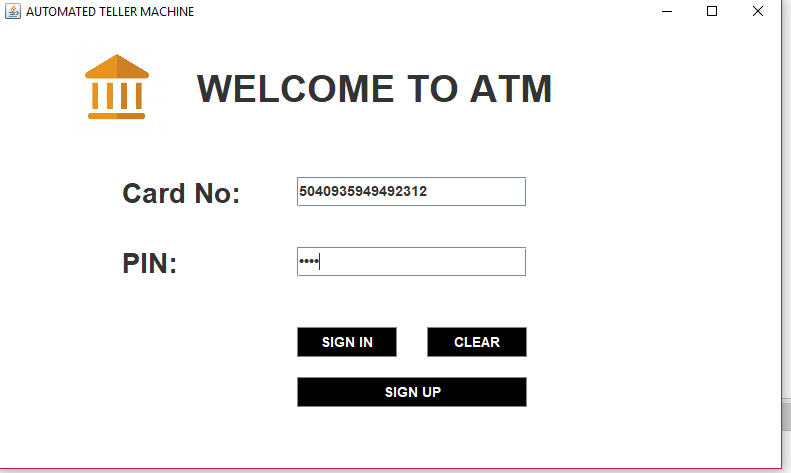 AUTOMATED TELLER MACHINE
WELCOME TO ATM
Card No: 5040935949492312
PIN: ••••
SIGN IN CLEAR
SIGN UP